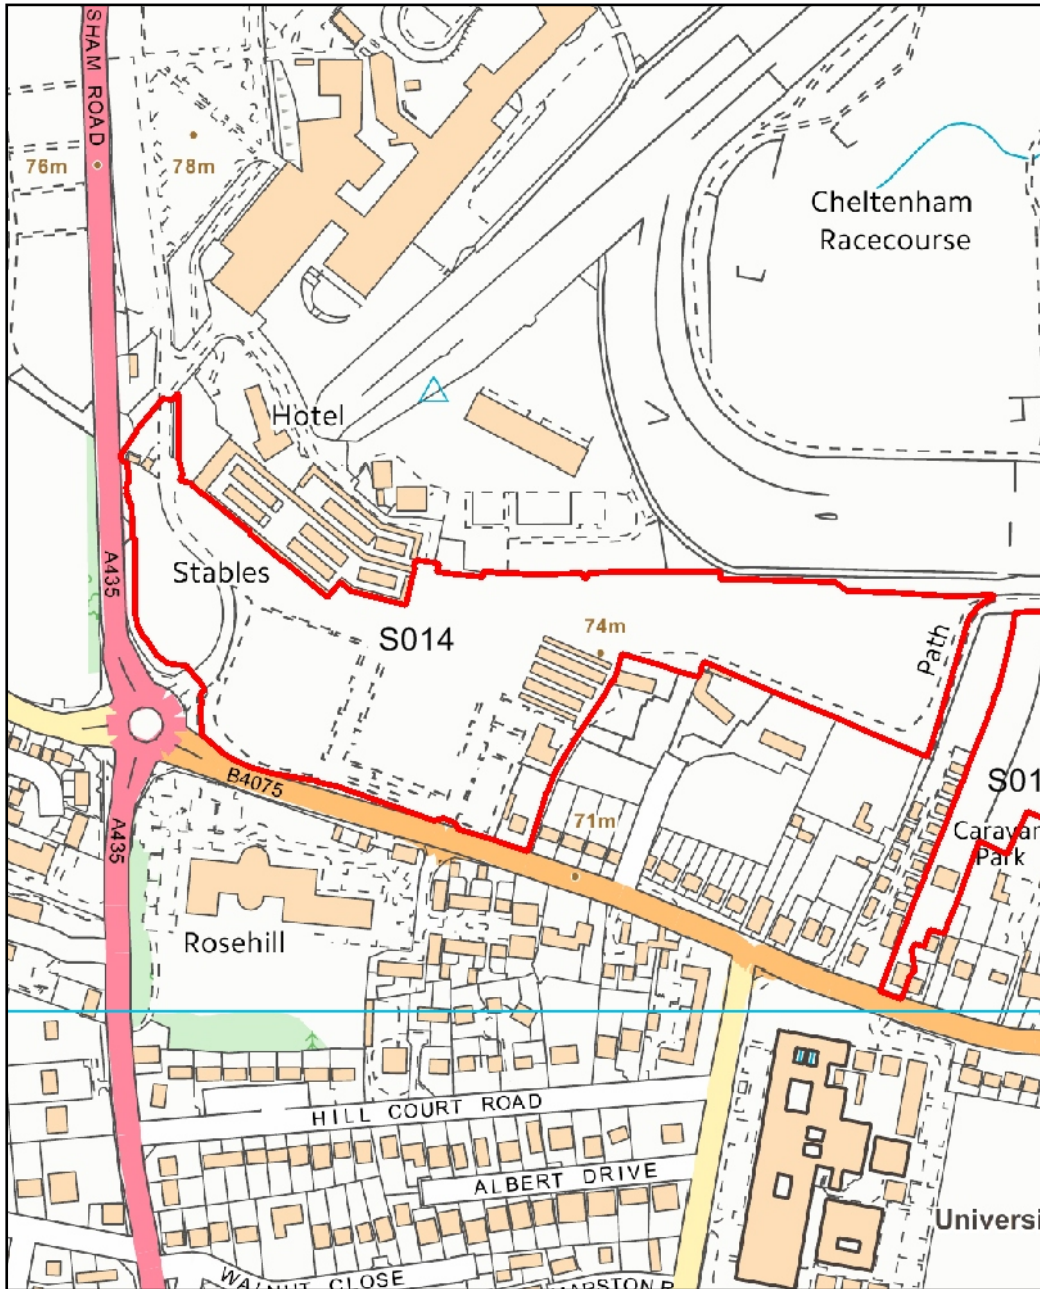 SHAM ROAD
76m
78m
Cheltenham
Racecourse
Hotel
A435
Stables
S014
74m
Path
B4075
71m
S01
Caravan
Park
A435
Rosehill
HILL COURT ROAD
ALBERT DRIVE
Universi
WALNUT CLOSE